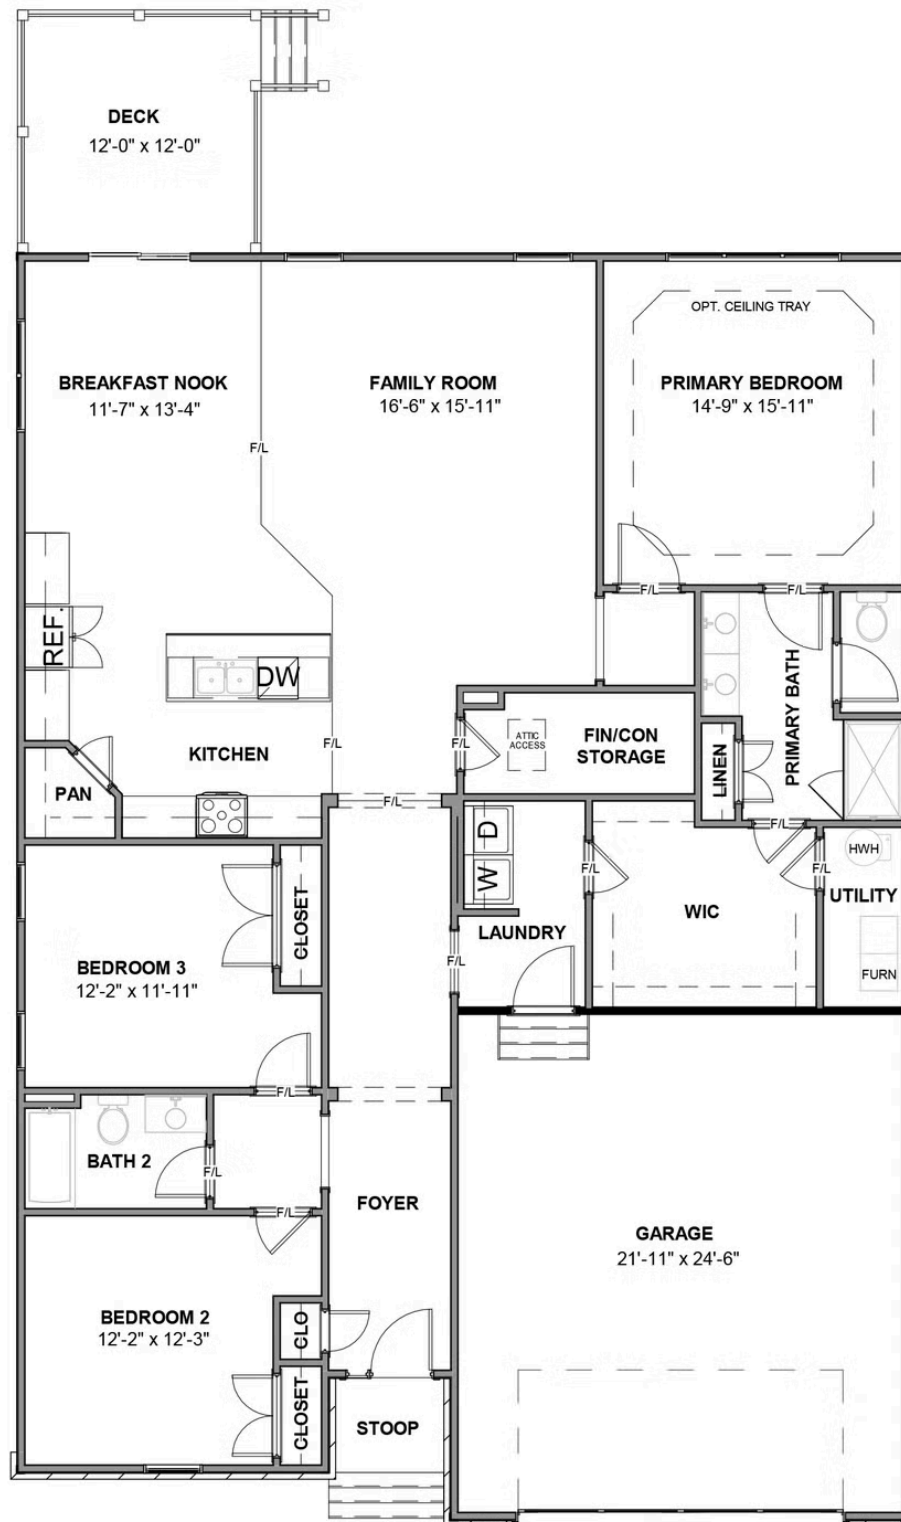 DECK
12'-0" x 12'-0"
OPT. CEILING TRAY
BREAKFAST NOOK
11'-7" x 13'-4"
FAMILY ROOM
16'-6" x 15'-11"
PRIMARY BEDROOM
14'-9" x 15'-11"
F/L
F/L
F/L
REF.
DW
PRIMARY BATH
KITCHEN
F/L
F/L
ATTIC
ACCESS
FIN/CON
STORAGE
LINEN
PAN
F/L
F/L
D
W
HWH
F/L
F/L
UTILITY
CLOSET
WIC
LAUNDRY
F/L
FURN
BEDROOM 3
12'-2" x 11'-11"
F/L
BATH 2
F/L
FOYER
F/L
GARAGE
21'-11" x 24'-6"
BEDROOM 2
12'-2" x 12'-3"
CLO
CLOSET
STOOP